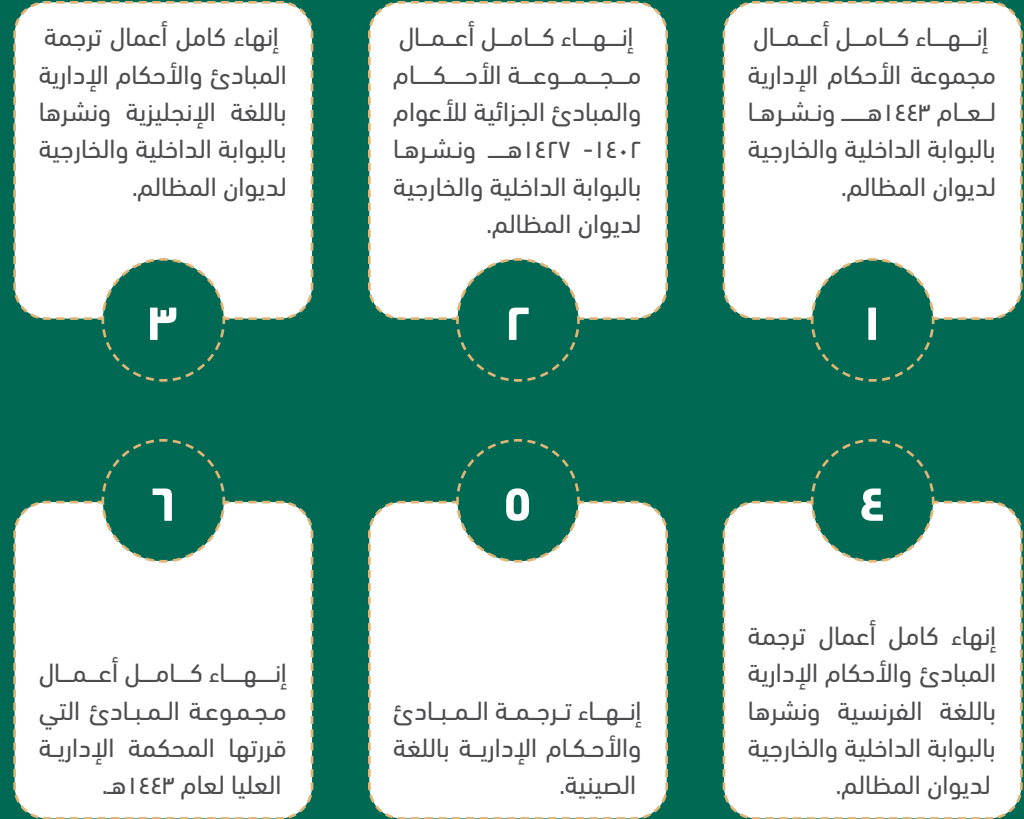 إنهاء كامل أعمال
مجموعة الأحكام الإدارية
لعام ١٤٤٣هـ ونشرها
بالبوابة الداخلية والخارجية
لديوان المظالم.
١
إنهاء كامل أعمال
مجموعة الأحكام
والمبادئ الجزائية للأعوام
١٤٠٢- ١٤٢٧هـ ونشرها
بالبوابة الداخلية والخارجية
لديوان المظالم.
٢
إنهاء كامل أعمال ترجمة
المبادئ والأحكام الإدارية
باللغة الإنجليزية ونشرها
بالبوابة الداخلية والخارجية
لديوان المظالم.
٣
٤
إنهاء كامل أعمال ترجمة
المبادئ والأحكام الإدارية
باللغة الفرنسية ونشرها
بالبوابة الداخلية والخارجية
لديوان المظالم.
٥
إنهاء ترجمة المبادئ
والأحكام الإدارية باللغة
الصينية.
٦
إنهاء كامل أعمال
مجموعة المبادئ التي
قررتها المحكمة الإدارية
العليا لعام ١٤٤٣هـ.